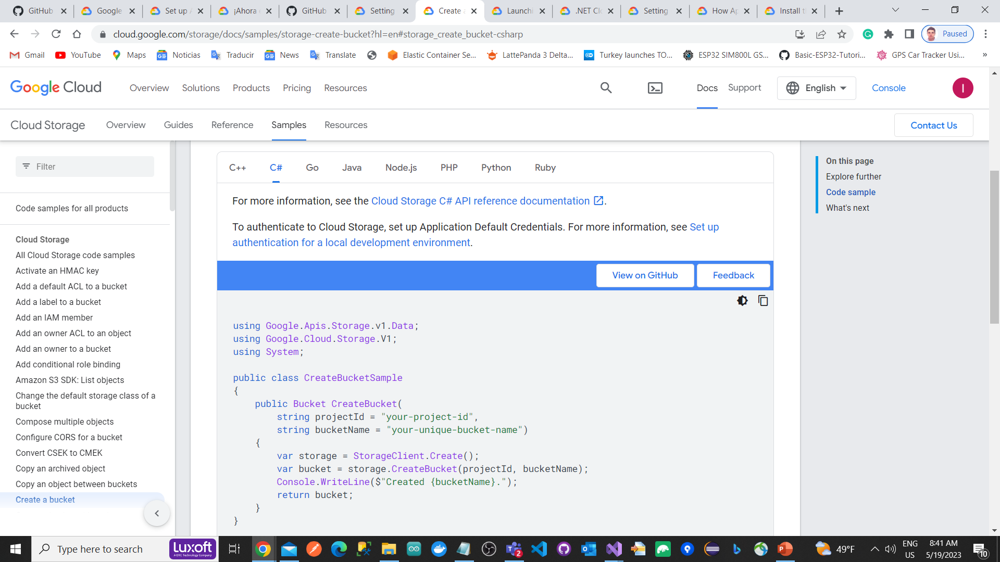 GitHub
Google
Set up A
¡Ahora e
GitHub
Setting
Create a
Launchi
.NET Clo
Setting
How Ap
Install t
cloud.google.com/storage/docs/samples/storage-create-bucket?hl=en#storage_create_bucket-csharp
Paused
Gmail
YouTube
Maps
Noticias
Traducir
News
Translate
Elastic Container Se...
LattePanda 3 Delta...
Turkey launches TO...
ESP32 SIM800L GS...
Basic-ESP32-Tutori...
GPS Car Tracker Usi...
»
Google Cloud
Overview
Solutions
Products
Pricing
Resources
Docs
Support
English
Console
I
Cloud Storage
Overview
Guides
Reference
Samples
Resources
Contact Us
Filter
Code samples for all products
Cloud Storage
All Cloud Storage code samples
Activate an HMAC key
Add a default ACL to a bucket
Add a label to a bucket
Add an IAM member
Add an owner ACL to an object
Add an owner to a bucket
Add conditional role binding
Amazon S3 SDK: List objects
Change the default storage class of a
bucket
Compose multiple objects
Configure CORS for a bucket
Convert CSEK to CMEK
Copy an archived object
Copy an object between buckets
Create a bucket
C++
C#
Go
Java
Node.js
PHP
Python
Ruby
For more information, see the Cloud Storage C# API reference documentation.
To authenticate to Cloud Storage, set up Application Default Credentials. For more information, see Set up
authentication for a local development environment.
View on GitHub
Feedback
using Google.Apis.Storage.v1.Data;
using Google.Cloud.Storage.V1;
using System;
public class CreateBucketSample
{
public Bucket CreateBucket(
string projectId = "your-project-id",
string bucketName = "your-unique-bucket-name")
{
var storage = StorageClient.Create();
var bucket = storage.CreateBucket(projectId, bucketName);
Console.WriteLine($"Created {bucketName}.");
return bucket;
}
}
On this page
Explore further
Code sample
What's next
Type here to search
luxoft
A DXC Technology Company
2
49°F
ENG
US
8:41 AM
5/19/2023
10